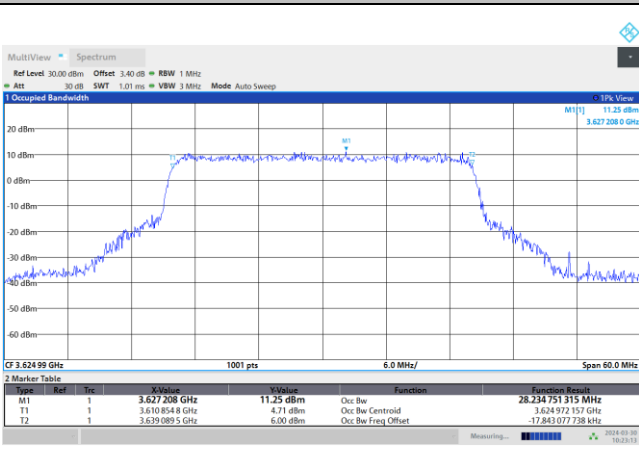 MultiView Spectrum
Ref Level 30.00 dBm Offset 3.40 dB RBW 1 MHz
Att 30 dB SWT 1.01 ms VBW 3 MHz Mode Auto Sweep
1 Occupied Bandwidth 1Pk View
M1[1] 11.25 dBm
3.627 208 0 GHz
20 dBm
M1
10 dBm
T1
T2
0 dBm
-10 dBm
-20 dBm
-30 dBm
-40 dBm
-50 dBm
-60 dBm
CF 3.624 99 GHz 1001 pts 6.0 MHz/ Span 60.0 MHz
2 Marker Table
Type Ref Trc X-Value Y-Value Function Function Result
M1 1 3.627 208 GHz 11.25 dBm Occ Bw 28.234 751 315 MHz
T1 1 3.610 854 8 GHz 4.71 dBm Occ Bw Centroid 3.624 972 157 GHz
T2 1 3.639 089 5 GHz 6.00 dBm Occ Bw Freq Offset -17.843 077 738 kHz
Measuring... 2024-03-30
10:23:13